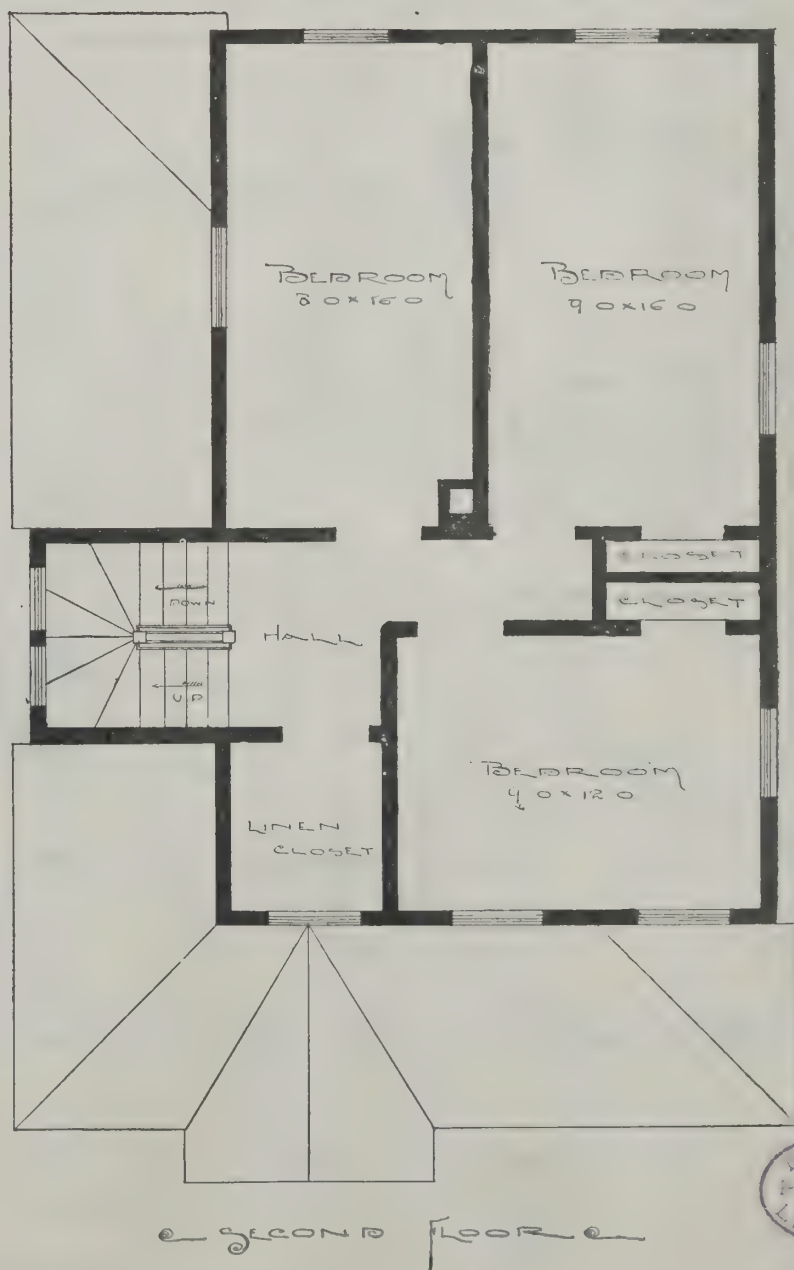 BEDROOM
8 0 x 16 0
BEDROOM
9 0 x 16 0
CLOSET
CLOSET
DOWN
HALL
UP
BEDROOM
9 0 x 12 0
LINEN
CLOSET
SECOND FLOOR